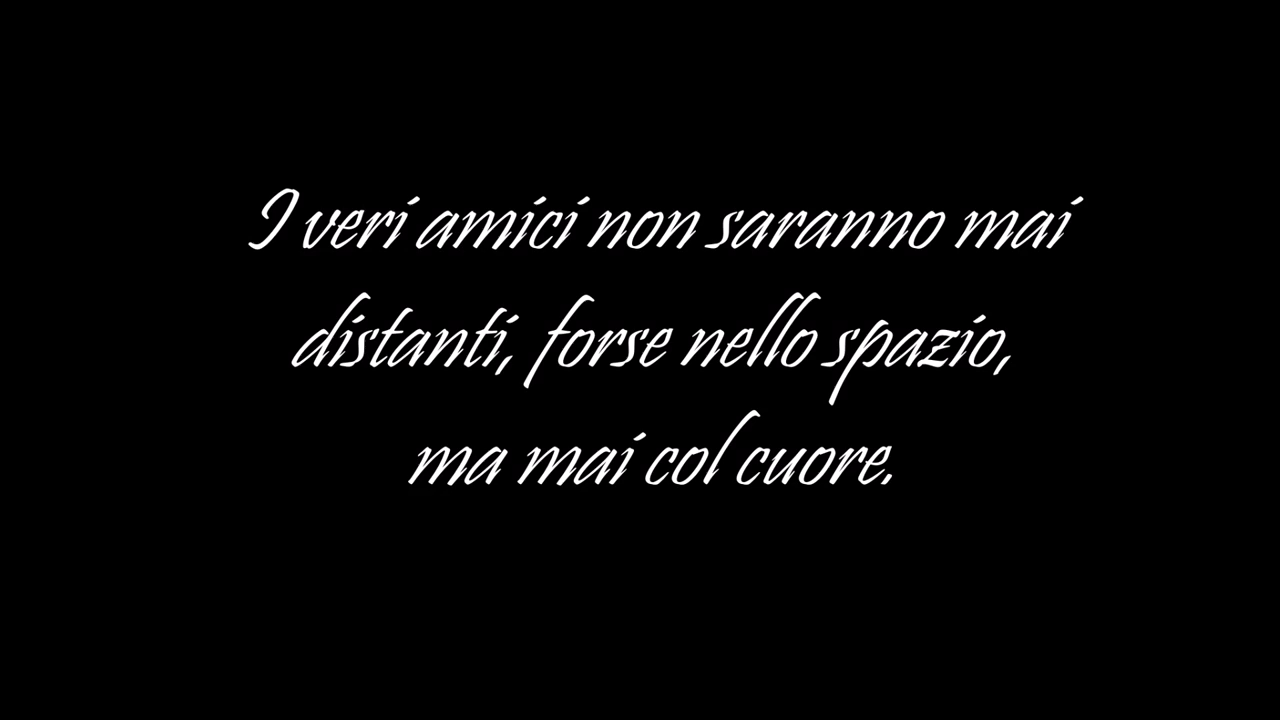 I veri amici non saranno mai
distanti, forse nello spazio,
ma mai col cuore.